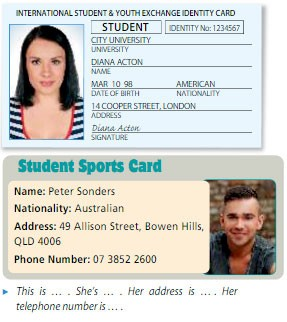 INTERNATIONAL STUDENT & YOUTH EXCHANGE IDENTITY CARD
STUDENT IDENTITY No: 1234567
CITY UNIVERSITY
UNIVERSITY
DIANA ACTON
NAME
MAR 10 98 AMERICAN
DATE OF BIRTH NATIONALITY
14 COOPER STREET, LONDON
ADDRESS
Diana Acton
SIGNATURE
Student Sports Card
Name: Peter Sonders
Nationality: Australian
Address: 49 Allison Street, Bowen Hills,
QLD 4006
Phone Number: 07 3852 2600
► This is ... . She's ... . Her address is ... . Her
telephone number is ... .